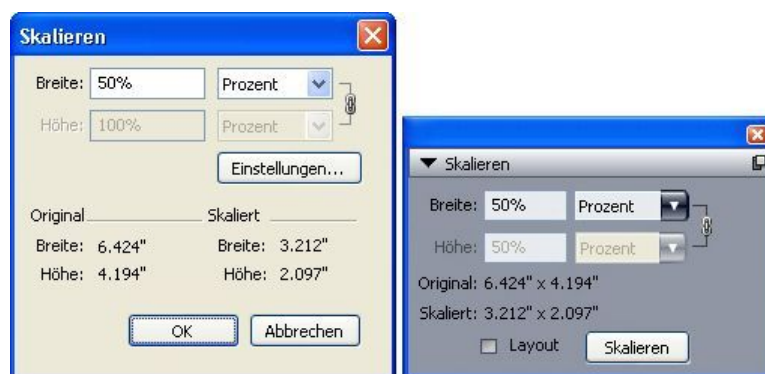 Skalieren
Breite: 50% Prozent
Höhe: 100% Prozent
Einstellungen...
Original Skaliert
Breite: 6.424" Breite: 3.212"
Höhe: 4.194" Höhe: 2.097"
OK Abbrechen
Skalieren
Breite: 50% Prozent
Höhe: 50% Prozent
Original: 6.424" x 4.194"
Skaliert: 3.212" x 2.097"
Layout Skalieren